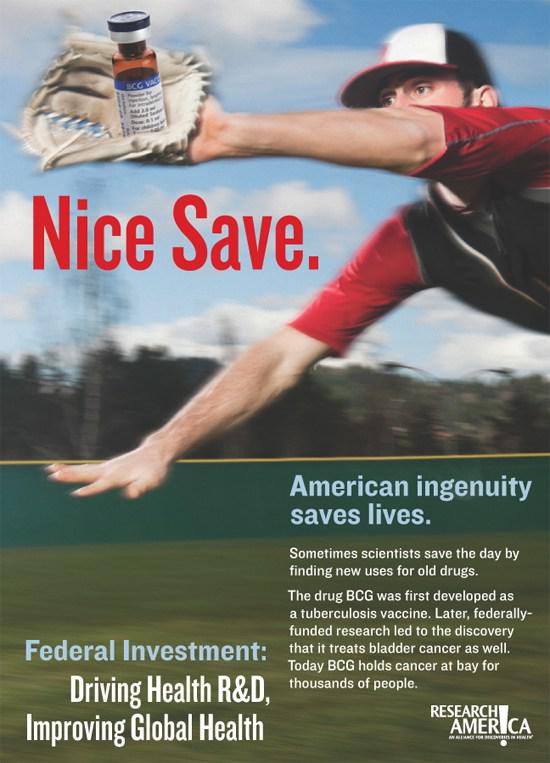 BCG VAC
Nice Save.
American ingenuity
saves lives.
Sometimes scientists save the day by
finding new uses for old drugs.
The drug BCG was first developed as
a tuberculosis vaccine. Later, federally-
funded research led to the discovery
that it treats bladder cancer as well.
Today BCG holds cancer at bay for
thousands of people.
Federal Investment:
Driving Health R&D,
Improving Global Health
RESEARCH
AMER!CA
AN ALLIANCE FOR DISCOVERIES IN HEALTH